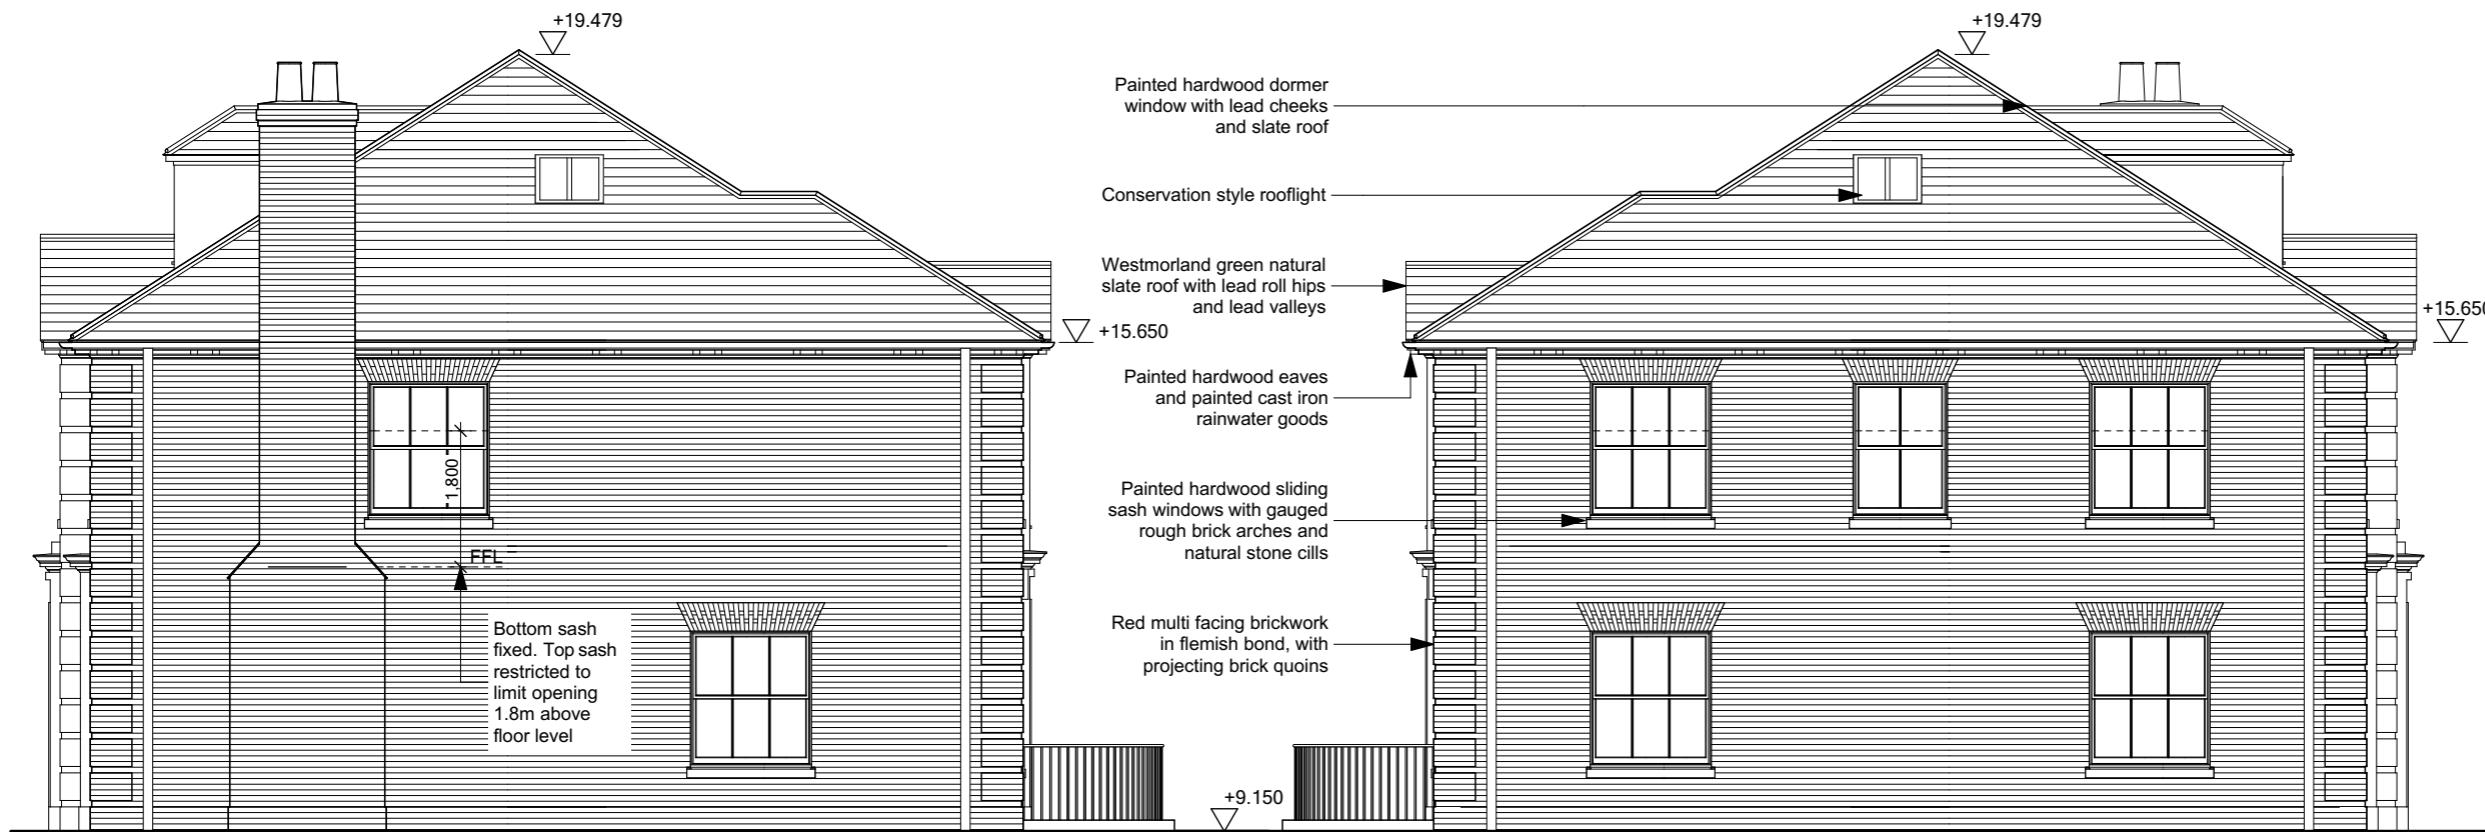 +19.479
+19.479
Painted hardwood dormer
window with lead cheeks
and slate roof
Conservation style rooflight
Westmorland green natural
slate roof with lead roll hips
and lead valleys
+15.650
+15.650
Painted hardwood eaves
and painted cast iron
rainwater goods
1,800
Painted hardwood sliding
sash windows with gauged
rough brick arches and
natural stone cills
FFL
Bottom sash
fixed. Top sash
restricted to
limit opening
1.8m above
floor level
Red multi facing brickwork
in flemish bond, with
projecting brick quoins
+9.150